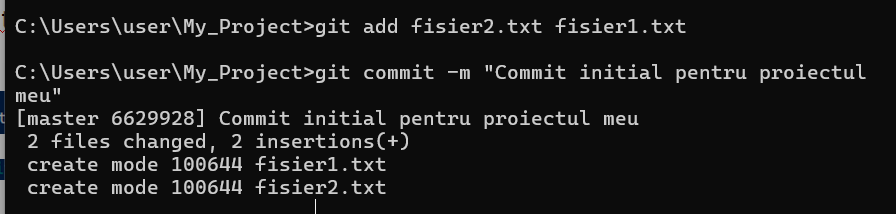 C:\Users\user\My_Project>git add fisier2.txt fisier1.txt
C:\Users\user\My_Project>git commit -m "Commit initial pentru proiectul
meu"
[master 6629928] Commit initial pentru proiectul meu
 2 files changed, 2 insertions(+)
 create mode 100644 fisier1.txt
 create mode 100644 fisier2.txt